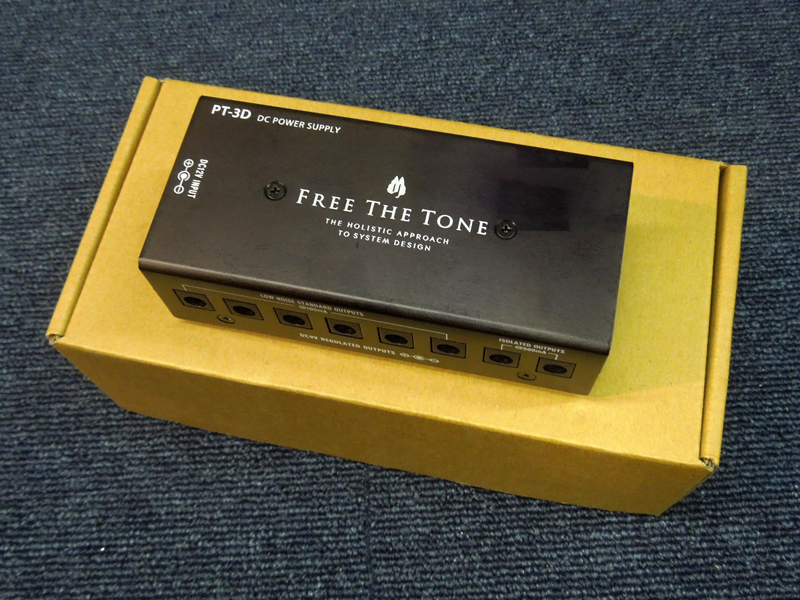 PT-3D DC POWER SUPPLY
DC12V INPUT
FREE THE TONE
THE HOLISTIC APPROACH
TO SYSTEM DESIGN
LOW NOISE STANDARD OUTPUTS
DC9V REGULATED OUTPUTS
ISOLATED OUTPUTS
@500mA